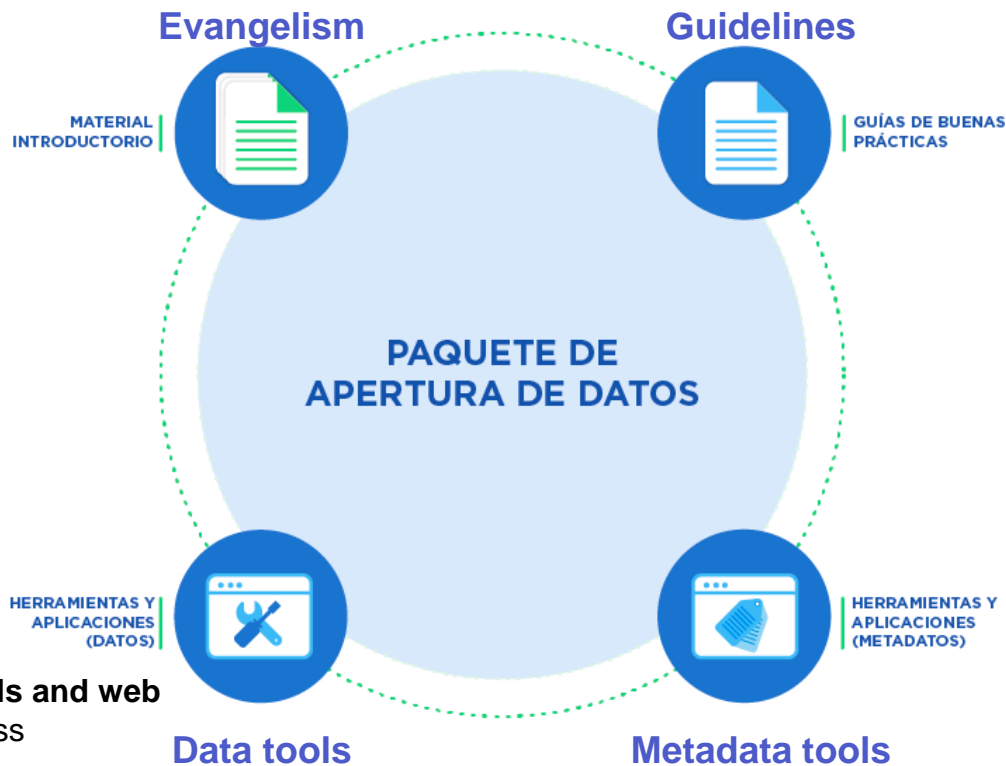 Evangelism
Guidelines
MATERIAL
INTRODUCTORIO
GUÍAS DE BUENAS
PRÁCTICAS
PAQUETE DE
APERTURA DE DATOS
HERRAMIENTAS Y
APLICACIONES
(DATOS)
HERRAMIENTAS Y
APLICACIONES
(METADATOS)
and web
Data tools
Metadata tools